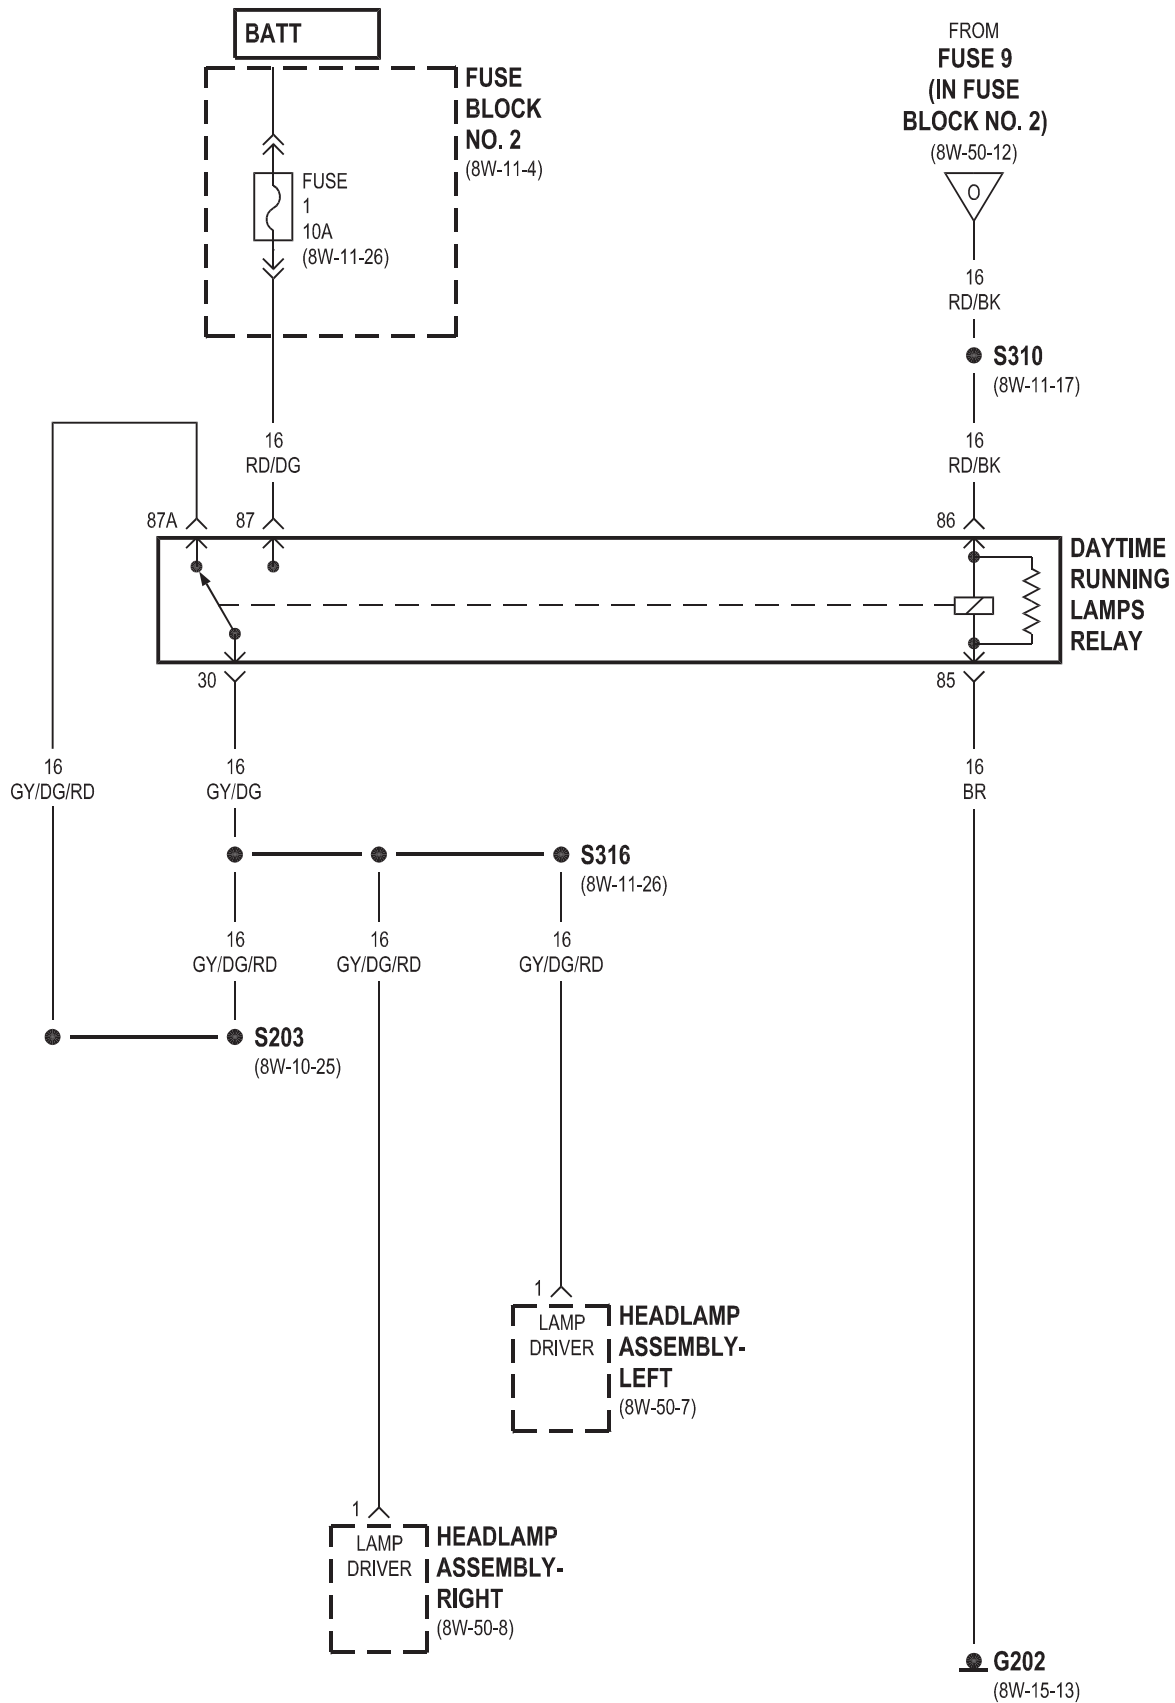 BATT
FUSE
BLOCK
NO. 2
(8W-11-4)
FUSE
1
10A
(8W-11-26)
FROM
FUSE 9
(IN FUSE
BLOCK NO. 2)
(8W-50-12)
O
16
RD/BK
S310
(8W-11-17)
16
RD/DG
16
RD/BK
87A
87
86
DAYTIME
RUNNING
LAMPS
RELAY
30
85
16
GY/DG/RD
16
GY/DG
16
BR
S316
(8W-11-26)
16
GY/DG/RD
16
GY/DG/RD
16
GY/DG/RD
S203
(8W-10-25)
1
LAMP
DRIVER
HEADLAMP
ASSEMBLY-
LEFT
(8W-50-7)
1
LAMP
DRIVER
HEADLAMP
ASSEMBLY-
RIGHT
(8W-50-8)
G202
(8W-15-13)